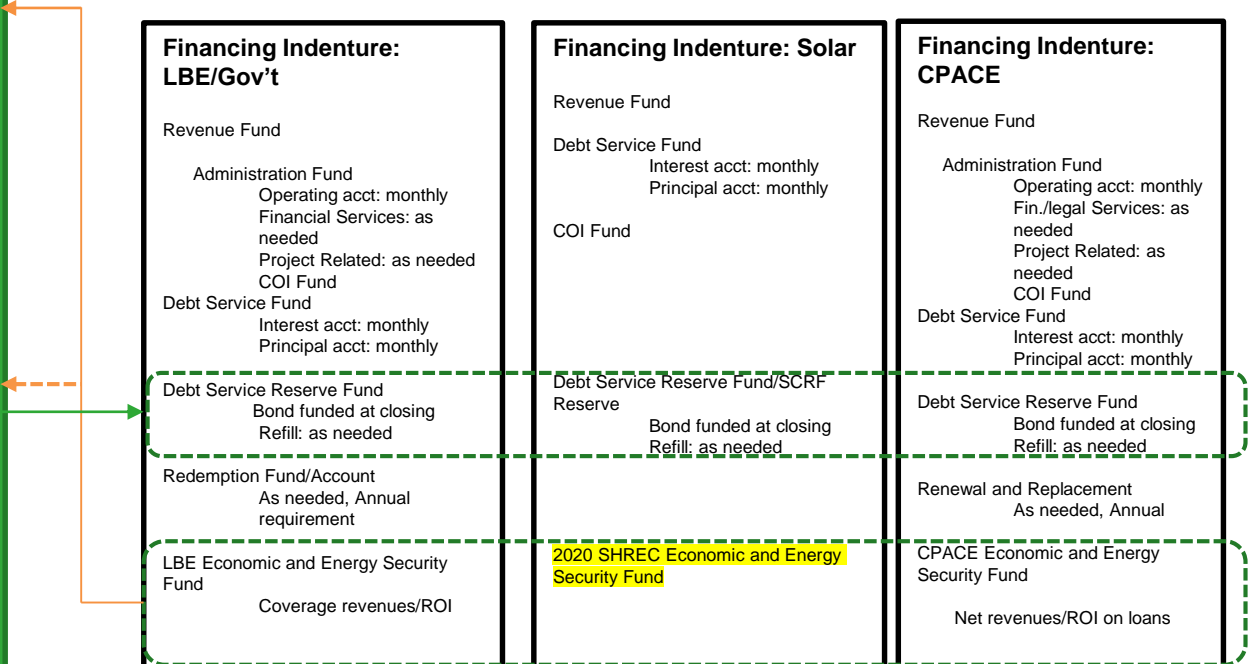 Financing Indenture:
LBE/Gov’t
Revenue Fund
Administration Fund
Operating acct: monthly
Financial Services: as
needed
Project Related: as needed
COI Fund
Debt Service Fund
Interest acct: monthly
Principal acct: monthly
Debt Service Reserve Fund
Bond funded at closing
Refill: as needed
Redemption Fund/Account
As needed, Annual
requirement
LBE Economic and Energy Security
Fund
Coverage revenues/ROI
Financing Indenture: Solar
Revenue Fund
Debt Service Fund
Interest acct: monthly
Principal acct: monthly
COI Fund
Debt Service Reserve Fund/SCRF
Reserve
Bond funded at closing
Refill: as needed
2020 SHREC Economic and Energy
Security Fund
Financing Indenture:
CPACE
Revenue Fund
Administration Fund
Operating acct: monthly
Fin./legal Services: as
needed
Project Related: as
needed
COI Fund
Debt Service Fund
Interest acct: monthly
Principal acct: monthly
Debt Service Reserve Fund
Bond funded at closing
Refill: as needed
Renewal and Replacement
As needed, Annual
CPACE Economic and Energy
Security Fund
Net revenues/ROI on loans